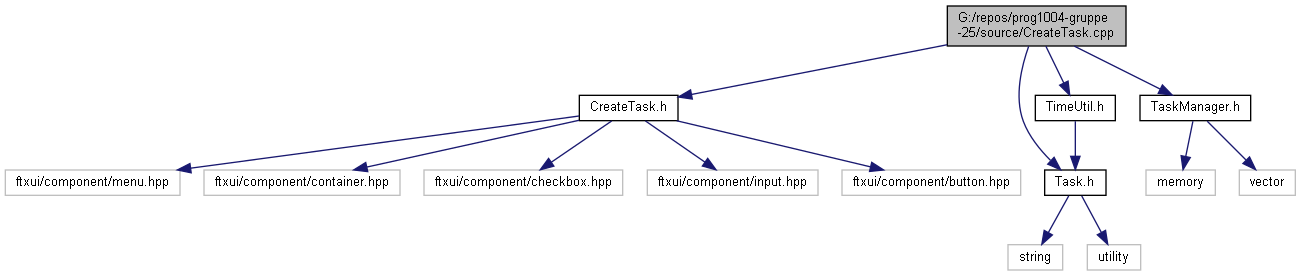 G:/repos/prog1004-gruppe
-25/source/CreateTask.cpp
CreateTask.h
TimeUtil.h
TaskManager.h
ftxui/component/menu.hpp
ftxui/component/container.hpp
ftxui/component/checkbox.hpp
ftxui/component/input.hpp
ftxui/component/button.hpp
Task.h
memory
vector
string
utility